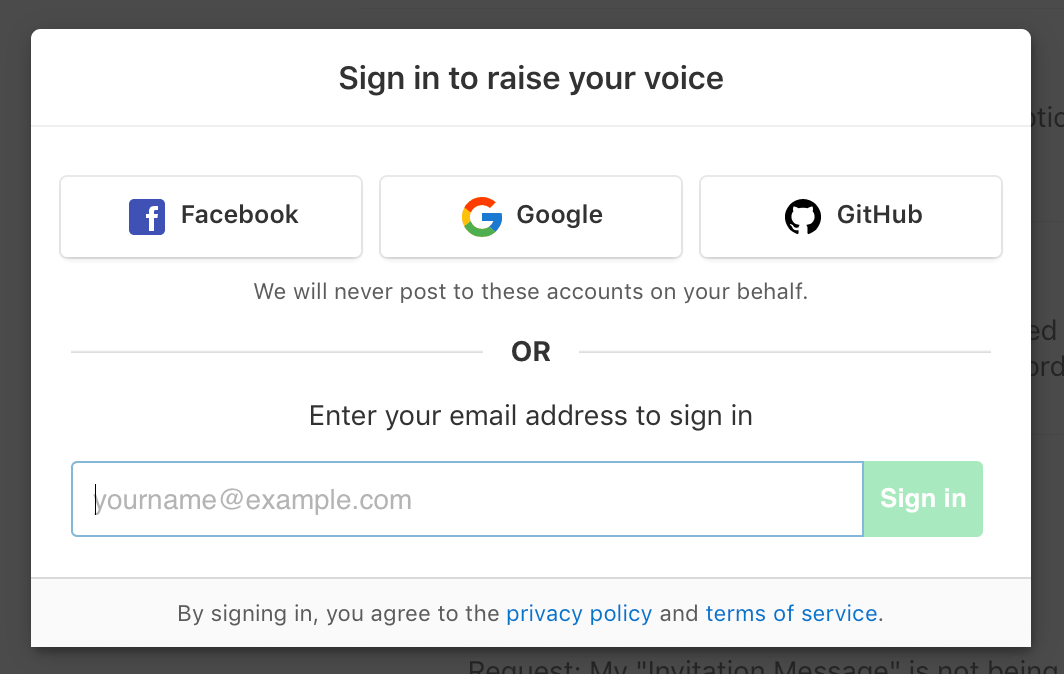 Sign in to raise your voice
Facebook
Google
GitHub
We will never post to these accounts on your behalf.
OR
Enter your email address to sign in
yourname@example.com
Sign in
By signing in, you agree to the privacy policy and terms of service.
Request: My "Invitation Message" is not being